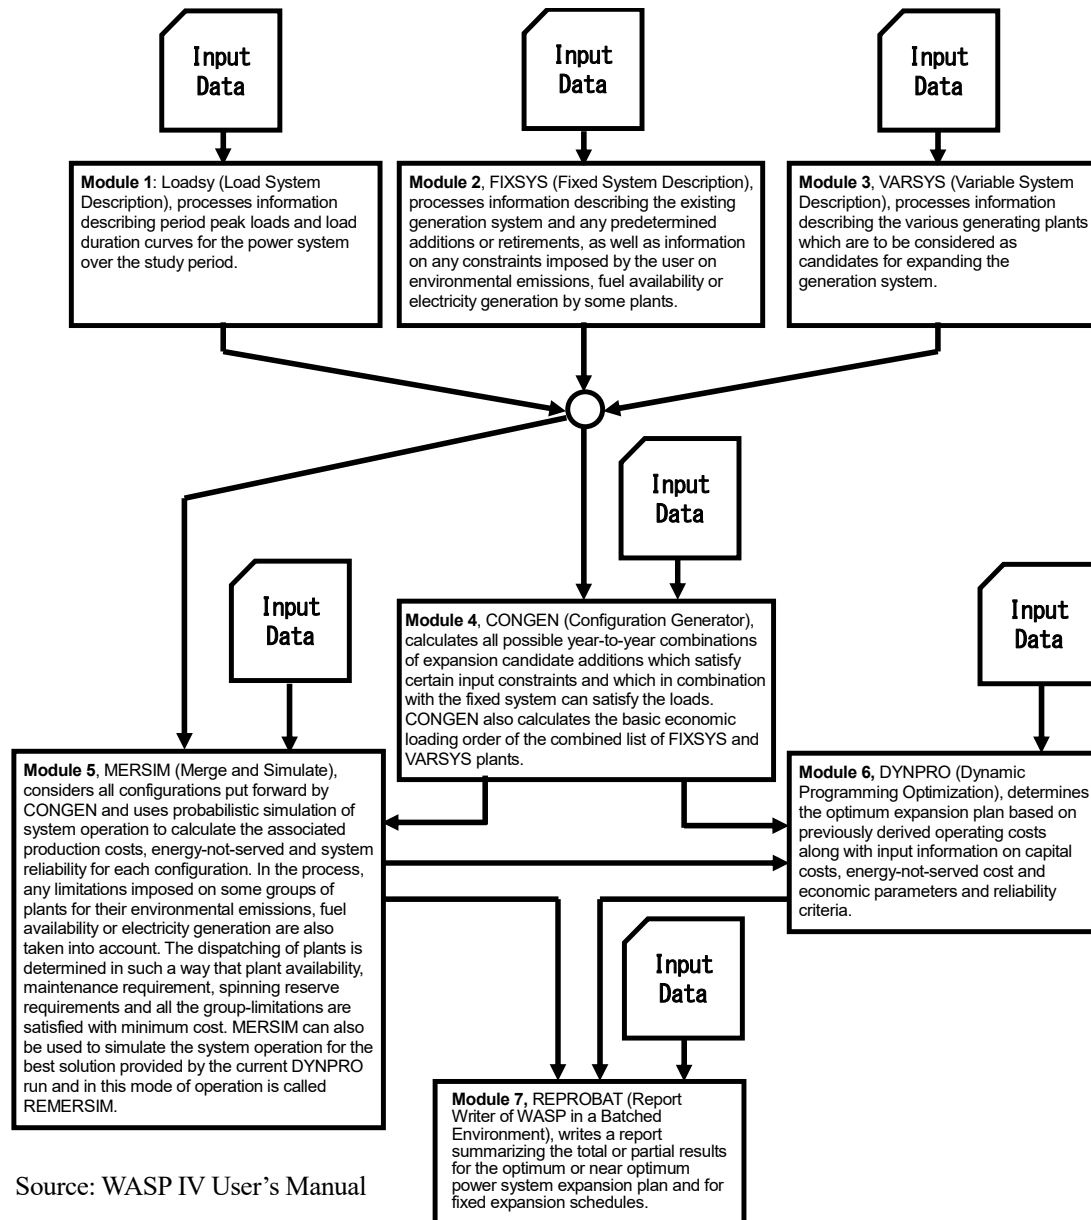 Input
Data
Input
Data
Input
Data
Module 1: Loadsy (Load System
Description), processes information
describing period peak loads and load
duration curves for the power system
over the study period.
Module 2, FIXSYS (Fixed System Description),
processes information describing the existing
generation system and any predetermined
additions or retirements, as well as information
on any constraints imposed by the user on
environmental emissions, fuel availability or
electricity generation by some plants.
Module 3, VARSYS (Variable System
Description), processes information
describing the various generating plants
which are to be considered as
candidates for expanding the
generation system.
Input
Data
Input
Data
Input
Data
Module 4, CONGEN (Configuration Generator),
calculates all possible year-to-year combinations
of expansion candidate additions which satisfy
certain input constraints and which in combination
with the fixed system can satisfy the loads.
CONGEN also calculates the basic economic
loading order of the combined list of FIXSYS and
VARSYS plants.
Module 5, MERSIM (Merge and Simulate),
considers all configurations put forward by
CONGEN and uses probabilistic simulation of
system operation to calculate the associated
production costs, energy-not-served and system
reliability for each configuration. In the process,
any limitations imposed on some groups of
plants for their environmental emissions, fuel
availability or electricity generation are also
taken into account. The dispatching of plants is
determined in such a way that plant availability,
maintenance requirement, spinning reserve
requirements and all the group-limitations are
satisfied with minimum cost. MERSIM can also
be used to simulate the system operation for the
best solution provided by the current DYNPRO
run and in this mode of operation is called
REMERSIM.
Module 6, DYNPRO (Dynamic
Programming Optimization), determines
the optimum expansion plan based on
previously derived operating costs
along with input information on capital
costs, energy-not-served cost and
economic parameters and reliability
criteria.
Input
Data
Module 7, REPROBAT (Report
Writer of WASP in a Batched
Environment), writes a report
summarizing the total or partial results
for the optimum or near optimum
power system expansion plan and for
fixed expansion schedules.
Source: WASP IV User's Manual